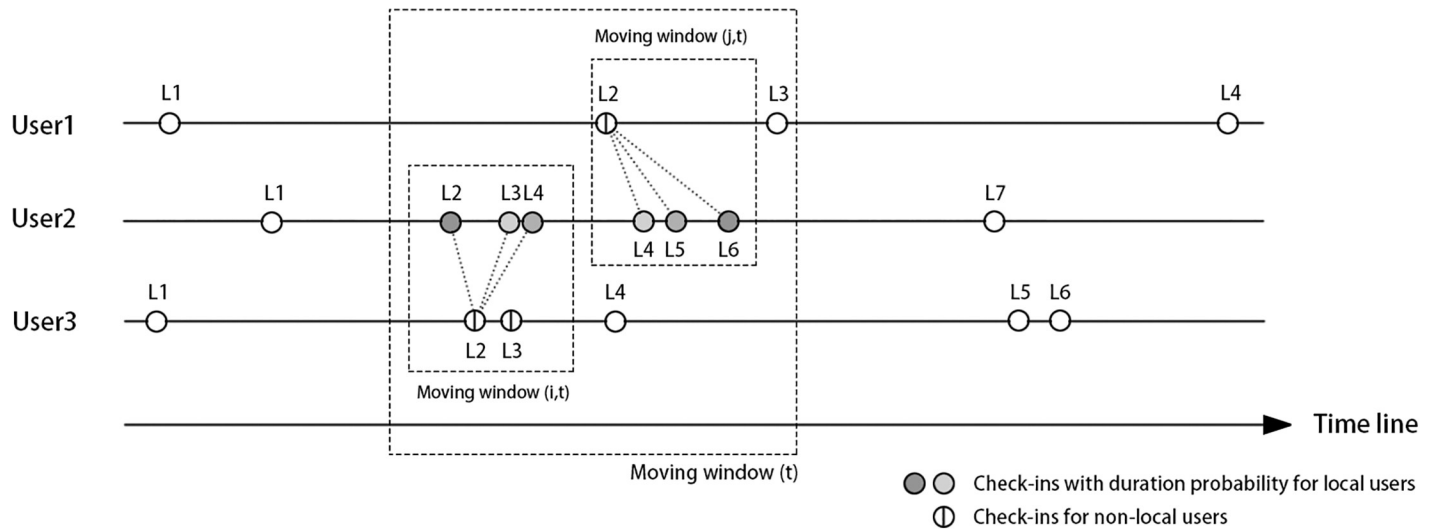 Moving window (j,t)
L1 L2 L3 L4
User1
L1 L2 L3 L4 L7
User2
L4 L5 L6
L1 L4 L5 L6
User3
L2 L3
Moving window (i,t)
Time line
Moving window (t)
Check-ins with duration probability for local users
Check-ins for non-local users